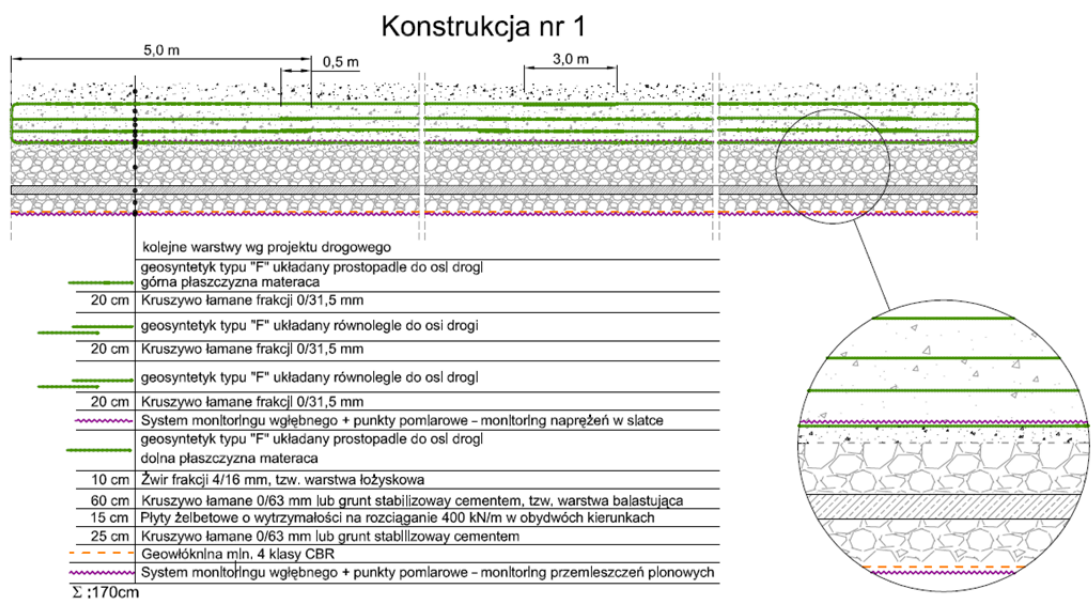 Konstrukcja nr 1
5,0 m
0,5 m
3,0 m
kolejne warstwy wg projektu drogowego
geosyntetyk typu "F" układany prostopadle do osi drogi
górna płaszczyzna materaca
20 cm Kruszywo łamane frakcji 0/31,5 mm
geosyntetyk typu "F" układany równolegle do osi drogi
20 cm Kruszywo łamane frakcji 0/31,5 mm
geosyntetyk typu "F" układany równolegle do osi drogi
20 cm Kruszywo łamane frakcji 0/31,5 mm
System monitoringu wgłębnego + punkty pomiarowe – monitoring naprężeń w siatce
geosyntetyk typu "F" układany prostopadle do osi drogi
dolna płaszczyzna materaca
10 cm Żwir frakcji 4/16 mm, tzw. warstwa łożyskowa
60 cm Kruszywo łamane 0/63 mm lub grunt stabilizoway cementem, tzw. warstwa balastująca
15 cm Płyty żelbetowe o wytrzymałości na rozciąganie 400 kN/m w obydwóch kierunkach
25 cm Kruszywo łamane 0/63 mm lub grunt stabilizowany cementem
Geowłóknina min. 4 klasy CBR
System monitoringu wgłębnego + punkty pomiarowe – monitoring przemieszczeń pionowych
Σ :170cm